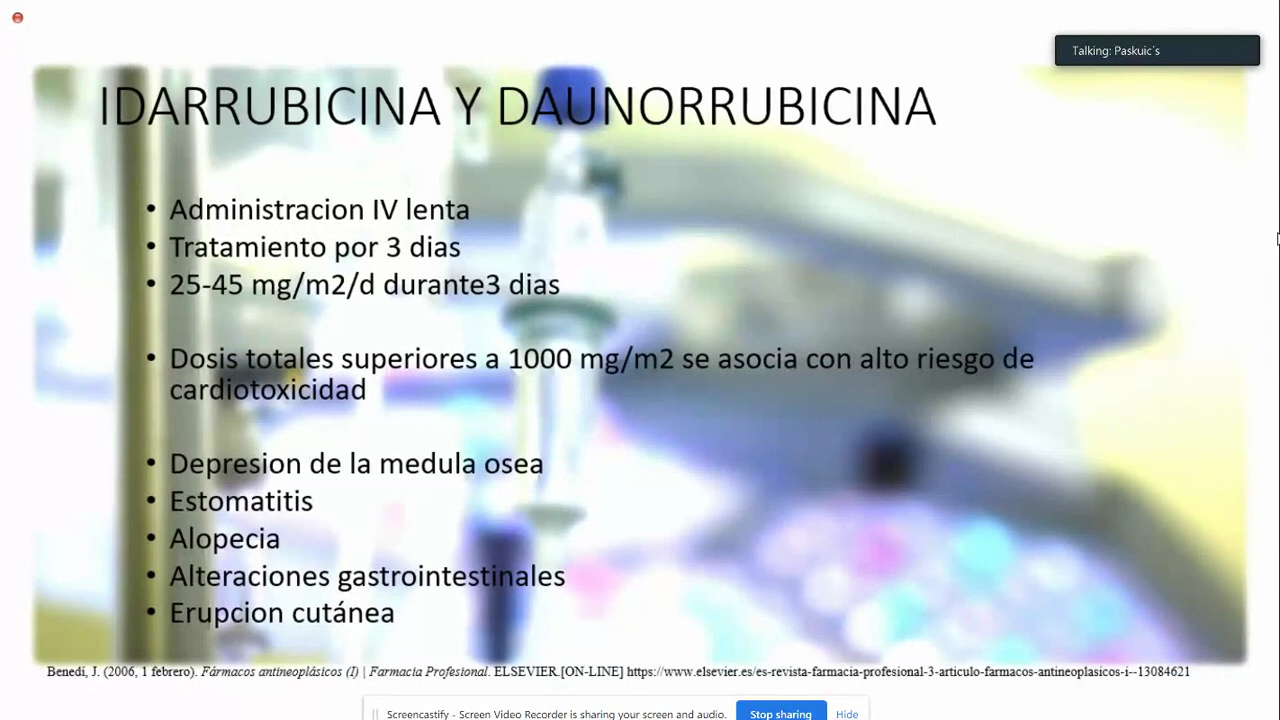 Talking: Paskuic´s
IDARRUBICINA Y DAUNORRUBICINA
• Administracion IV lenta
• Tratamiento por 3 dias
• 25-45 mg/m2/d durante3 dias
• Dosis totales superiores a 1000 mg/m2 se asocia con alto riesgo de
cardiotoxicidad
• Depresion de la medula osea
• Estomatitis
• Alopecia
• Alteraciones gastrointestinales
• Erupcion cutánea
Benedí, J. (2006, 1 febrero). Fármacos antineoplásicos (I) | Farmacia Profesional. ELSEVIER.[ON-LINE] https://www.elsevier.es/es-revista-farmacia-profesional-3-articulo-farmacos-antineoplasicos-i--13084621
Screencastify - Screen Video Recorder is sharing your screen and audio. Stop sharing Hide